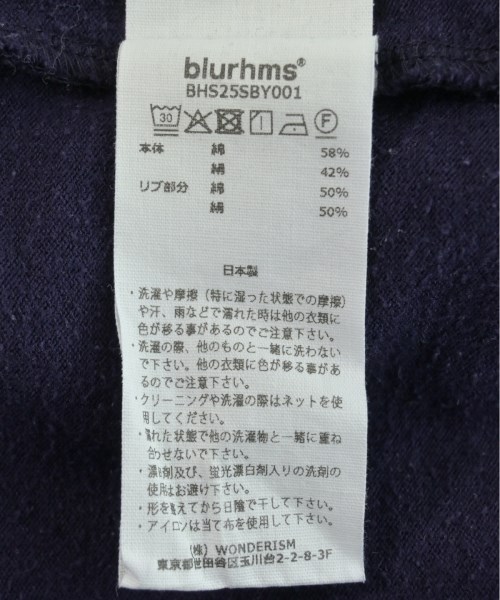 blurhms®
BHS25SBY001
30 F
本体 綿 58%
絹 42%
リブ部分 綿 50%
絹 50%
日本製
・洗濯や摩擦（特に湿った状態での摩擦）
や汗、雨などで濡れた時は他の衣類に
色が移る事があるのでご注意下さい。
・洗濯の際、他のものと一緒に洗わない
で下さい。他の衣類に色が移る事があ
るのでご注意下さい。
・クリーニングや洗濯の際はネットを使
用してください。
・濡れた状態で他の洗濯物と一緒に重ね
合わせないで下さい。
・漂白剤及び、蛍光漂白剤入りの洗剤の
使用はお避け下さい。
・形を整えてから日陰で干して下さい。
・アイロンは当て布を使用して下さい。
（株）WONDERISM
東京都世田谷区玉川台2-2-8-3F